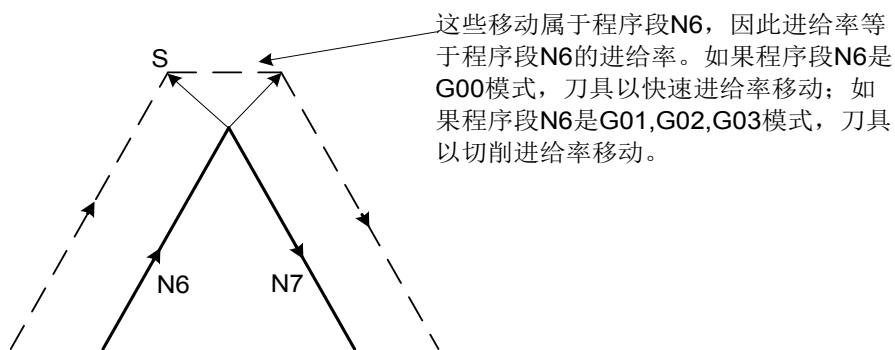 这些移动属于程序段N6，因此进给率等
于程序段N6的进给率。如果程序段N6是
G00模式，刀具以快速进给率移动；如
果程序段N6是G01,G02,G03模式，刀具
以切削进给率移动。
S
N6
N7